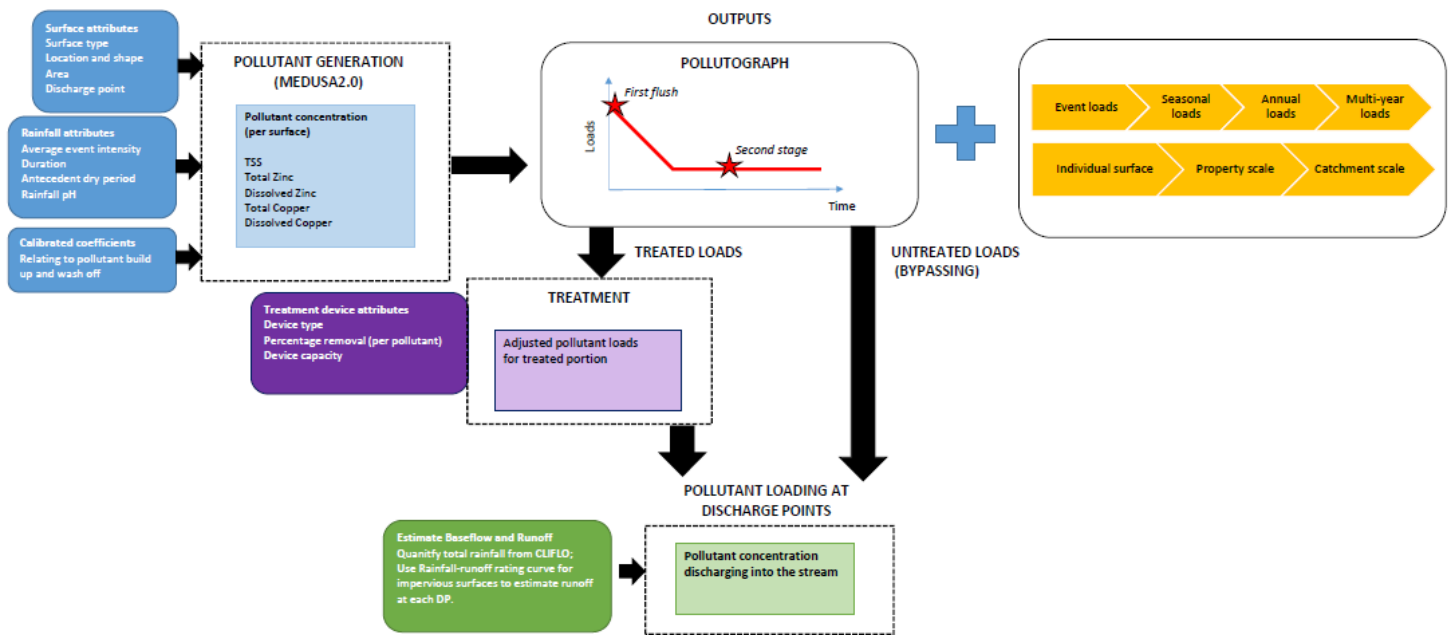 OUTPUTS
Surface attributes
Surface type
Location and shape
Area
Discharge point
Rainfall attributes
Average event intensity
Duration
Antecedent dry period
Rainfall pH
Calibrated coefficients
Relating to pollutant build
up and wash off
POLLUTANT GENERATION
(MEDUSA2.0)
Pollutant concentration
(per surface)
TSS
Total Zinc
Dissolved Zinc
Total Copper
Dissolved Copper
POLLUTOGRAPH
First flush
Second stage
Loads
Time
Event loads
Seasonal
loads
Annual
loads
Multi-year
loads
Individual surface
Property scale
Catchment scale
TREATED LOADS
UNTREATED LOADS
(BYPASSING)
Treatment device attributes
Device type
Percentage removal (per pollutant)
Device capacity
TREATMENT
Adjusted pollutant loads
for treated portion
POLLUTANT LOADING AT
DISCHARGE POINTS
Estimate Baseflow and Runoff
Quanitfy total rainfall from CLIFLO;
Use Rainfall-runoff rating curve for
impervious surfaces to estimate runoff
at each DP.
Pollutant concentration
discharging into the stream